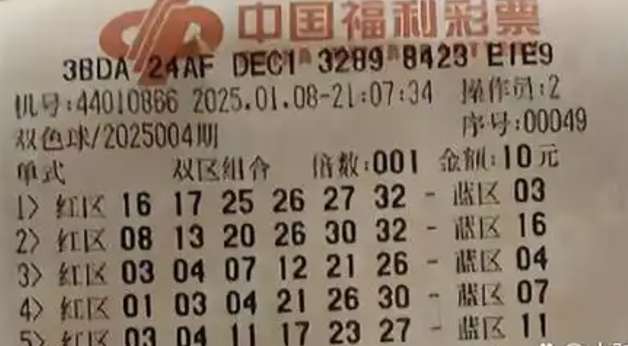 中国福利彩票
3BDA 24AF DEC1 3289 8423 E1E9
机号:44010866 2025.01.08-21:07:34 操作员:2
双色球/2025004期 序号:00049
单式 双区组合 倍数:001 金额:10元
1> 红区 16 17 25 26 27 32 - 蓝区 03
2> 红区 08 13 20 26 30 32 - 蓝区 16
3> 红区 03 04 07 12 21 26 - 蓝区 04
4> 红区 01 03 04 21 26 30 - 蓝区 07
5> 红区 03 04 11 17 23 27 - 蓝区 11